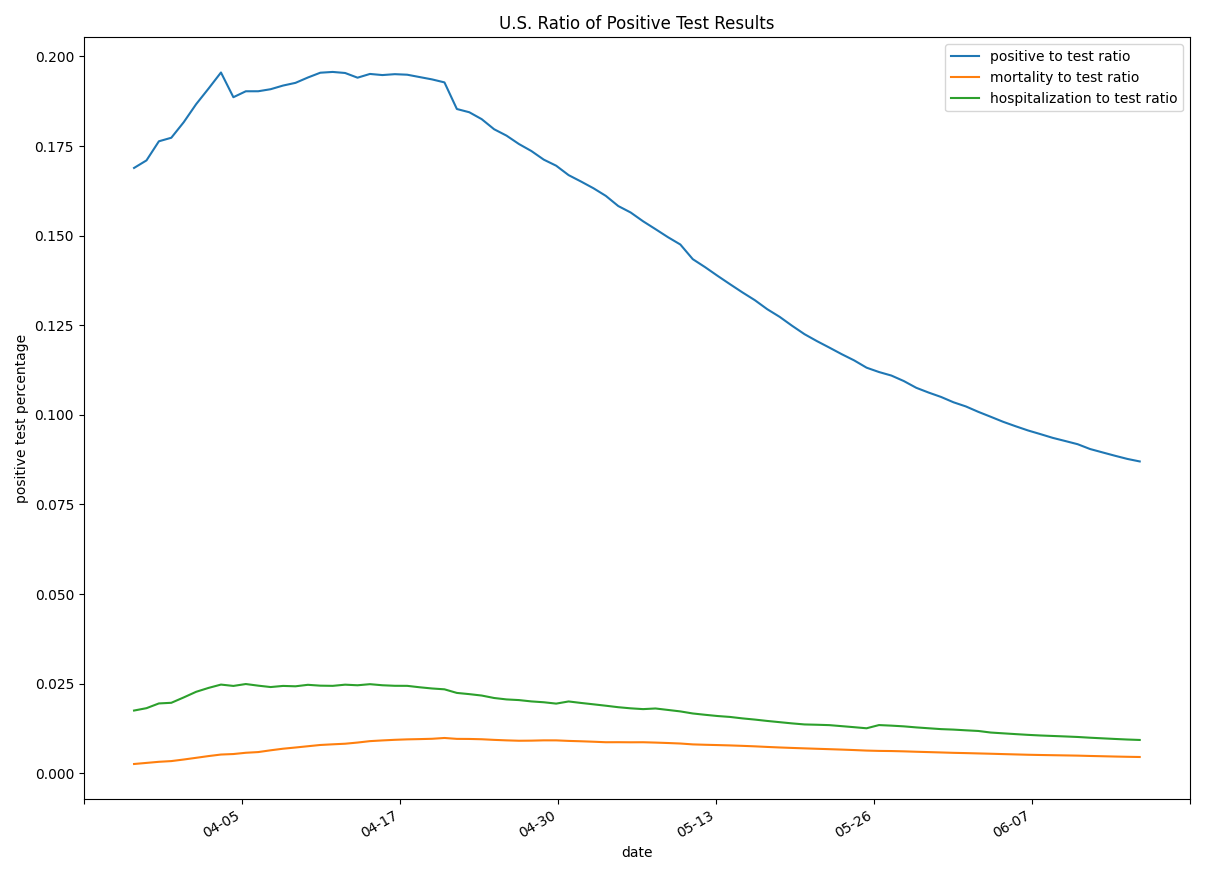 U.S. Ratio of Positive Test Results
positive to test ratio
mortality to test ratio
hospitalization to test ratio
positive test percentage
0.200
0.175
0.150
0.125
0.100
0.075
0.050
0.025
0.000
04-05
04-17
04-30
05-13
05-26
06-07
date